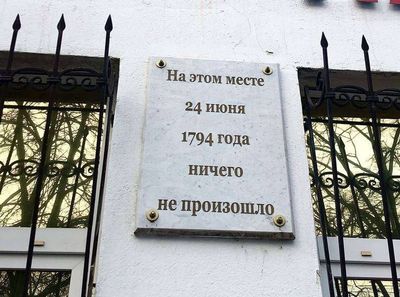 На этом месте
24 июня
1794 года
ничего
не произошло